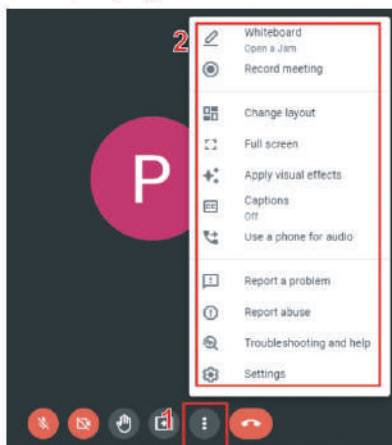 2
Whiteboard
Open a Jam
Record meeting
Change layout
Full screen
P
Apply visual effects
CC
Captions
Off
Use a phone for audio
Report a problem
Report abuse
Troubleshooting and help
Settings
1